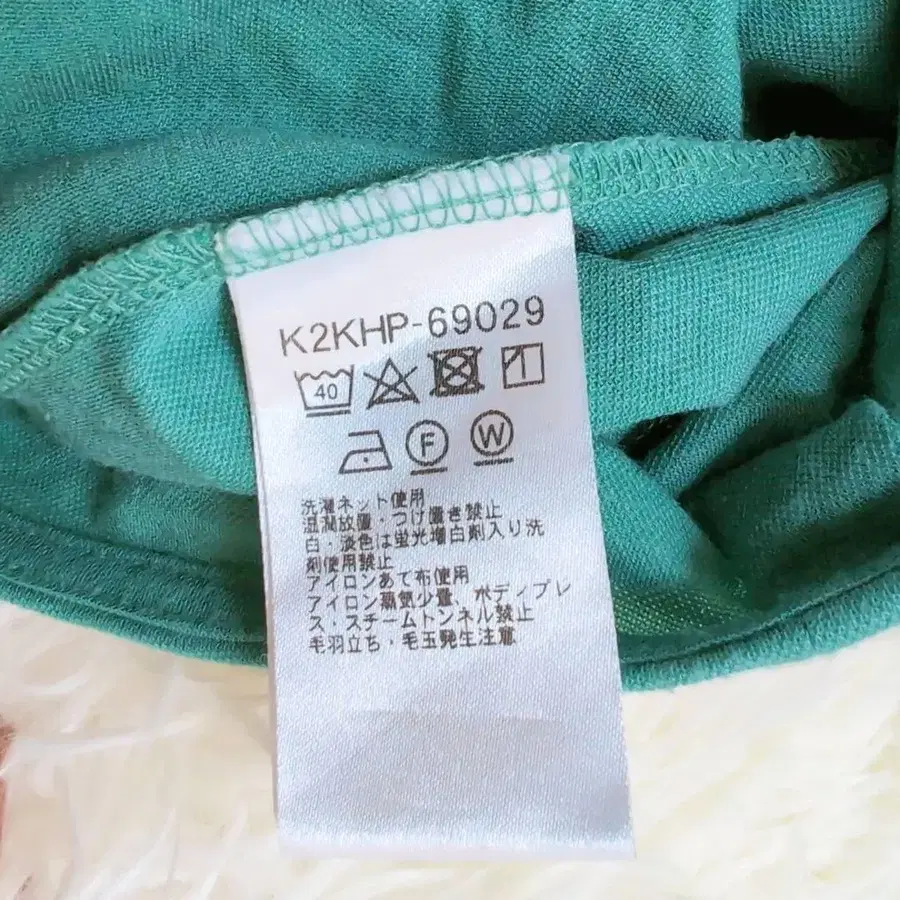 K2KHP-69029
40
F W
洗濯ネット使用
湿潤放置・つけ置き禁止
白・淡色は蛍光増白剤入り洗
剤使用禁止
アイロンあて布使用
アイロン蒸気少量、ボディプレ
ス・スチームトンネル禁止
毛羽立ち・毛玉発生注意